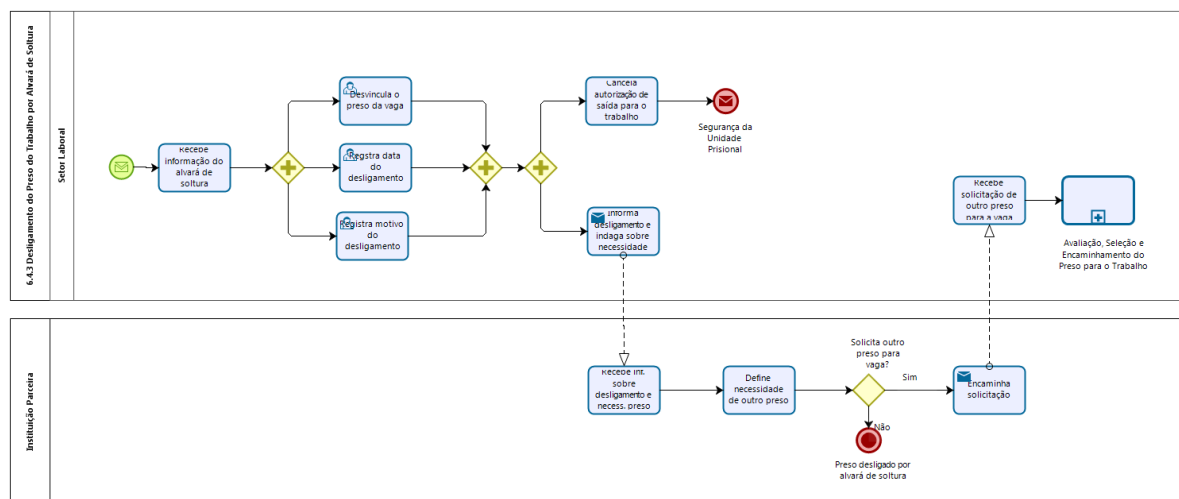 6.4.3 Desligamento do Preso do Trabalho por Alvará de Soltura
Setor Laboral
Recebe
informação do
alvará de
soltura
Desvincula o
preso da vaga
Registra data do
desligamento
Registra motivo do
desligamento
Cancela
autorização de
saída para o
trabalho
Segurança da
Unidade
Prisional
Informa
desligamento e
indaga sobre
necessidade
Recebe
solicitação de
outro preso
para a vaga
Avaliação, Seleção e
Encaminhamento do
Preso para o Trabalho
Instituição Parceira
Recebe inf.
sobre
desligamento e
necess. preso
Define
necessidade
de outro preso
Solicita outro
preso para
vaga?
Sim
Não
Preso desligado por
alvará de soltura
Encaminha
solicitação